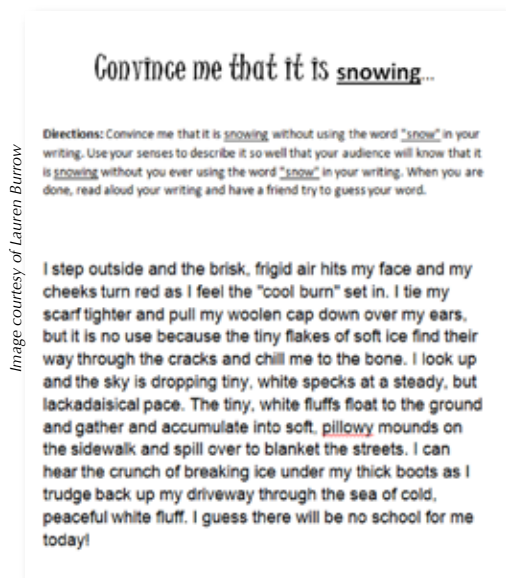 Convince me that it is snowing...
Directions: Convince me that it is snowing without using the word "snow" in your
writing. Use your senses to describe it so well that your audience will know that it
is snowing without you ever using the word "snow" in your writing. When you are
done, read aloud your writing and have a friend try to guess your word.
I step outside and the brisk, frigid air hits my face and my
cheeks turn red as I feel the "cool burn" set in. I tie my
scarf tighter and pull my woolen cap down over my ears,
but it is no use because the tiny flakes of soft ice find their
way through the cracks and chill me to the bone. I look up
and the sky is dropping tiny, white specks at a steady, but
lackadaisical pace. The tiny, white fluffs float to the ground
and gather and accumulate into soft, pillowy mounds on
the sidewalk and spill over to blanket the streets. I can
hear the crunch of breaking ice under my thick boots as I
trudge back up my driveway through the sea of cold,
peaceful white fluff. I guess there will be no school for me
today!
Image courtesy of Lauren Burrow